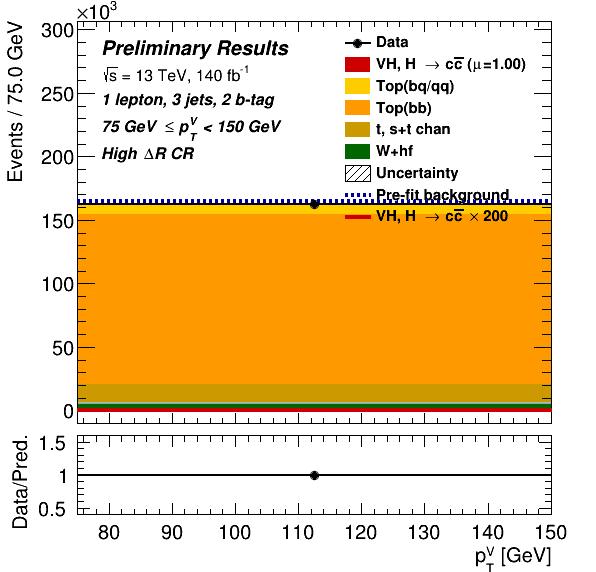 ×10³
Events / 75.0 GeV
300
250
200
150
100
50
0
Preliminary Results
√s = 13 TeV, 140 fb⁻¹
1 lepton, 3 jets, 2 b-tag
75 GeV ≤ p_T^V < 150 GeV
High ΔR CR
Data
VH, H → cc̅ (μ=1.00)
Top(bq/qq)
Top(bb)
t, s+t chan
W+hf
Uncertainty
Pre-fit background
VH, H → cc̅ × 200
Data/Pred.
1.5
1
0.5
80 90 100 110 120 130 140 150
p_T^V [GeV]